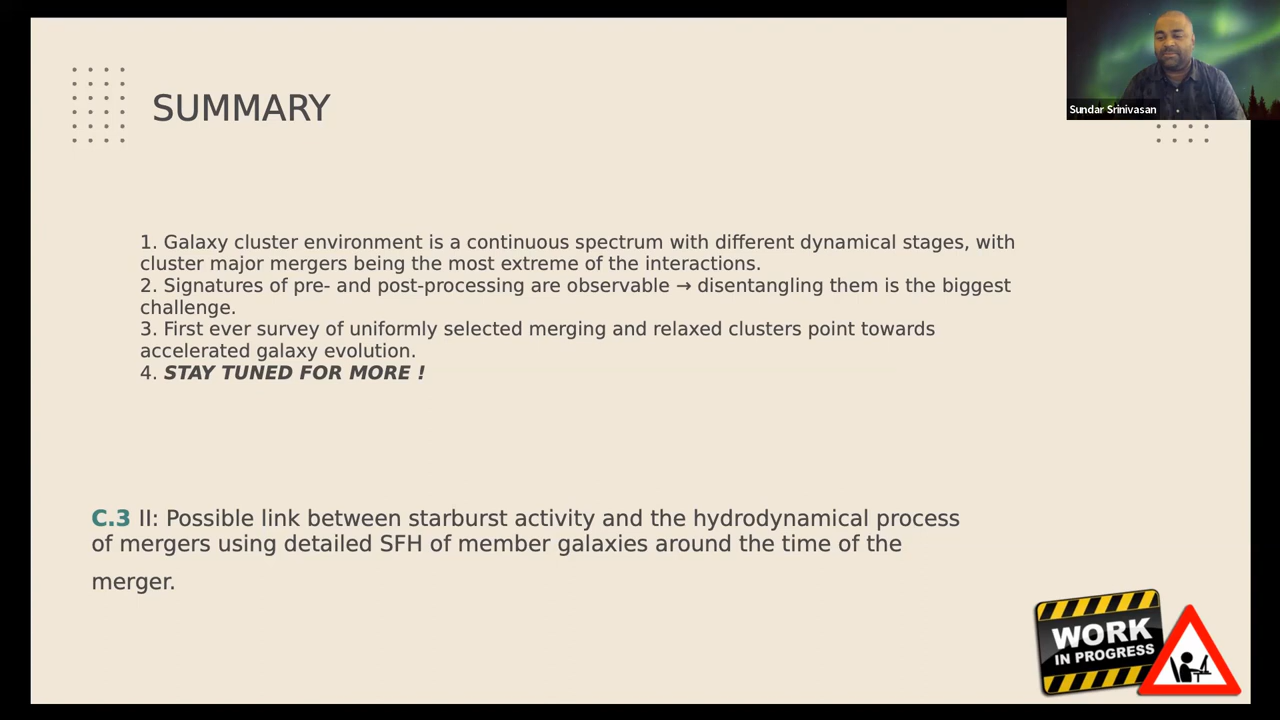 SUMMARY
Sundar Srinivasan
1. Galaxy cluster environment is a continuous spectrum with different dynamical stages, with
cluster major mergers being the most extreme of the interactions.
2. Signatures of pre- and post-processing are observable → disentangling them is the biggest
challenge.
3. First ever survey of uniformly selected merging and relaxed clusters point towards
accelerated galaxy evolution.
4. STAY TUNED FOR MORE !
C.3 II: Possible link between starburst activity and the hydrodynamical process
of mergers using detailed SFH of member galaxies around the time of the
merger.
WORK
IN PROGRESS